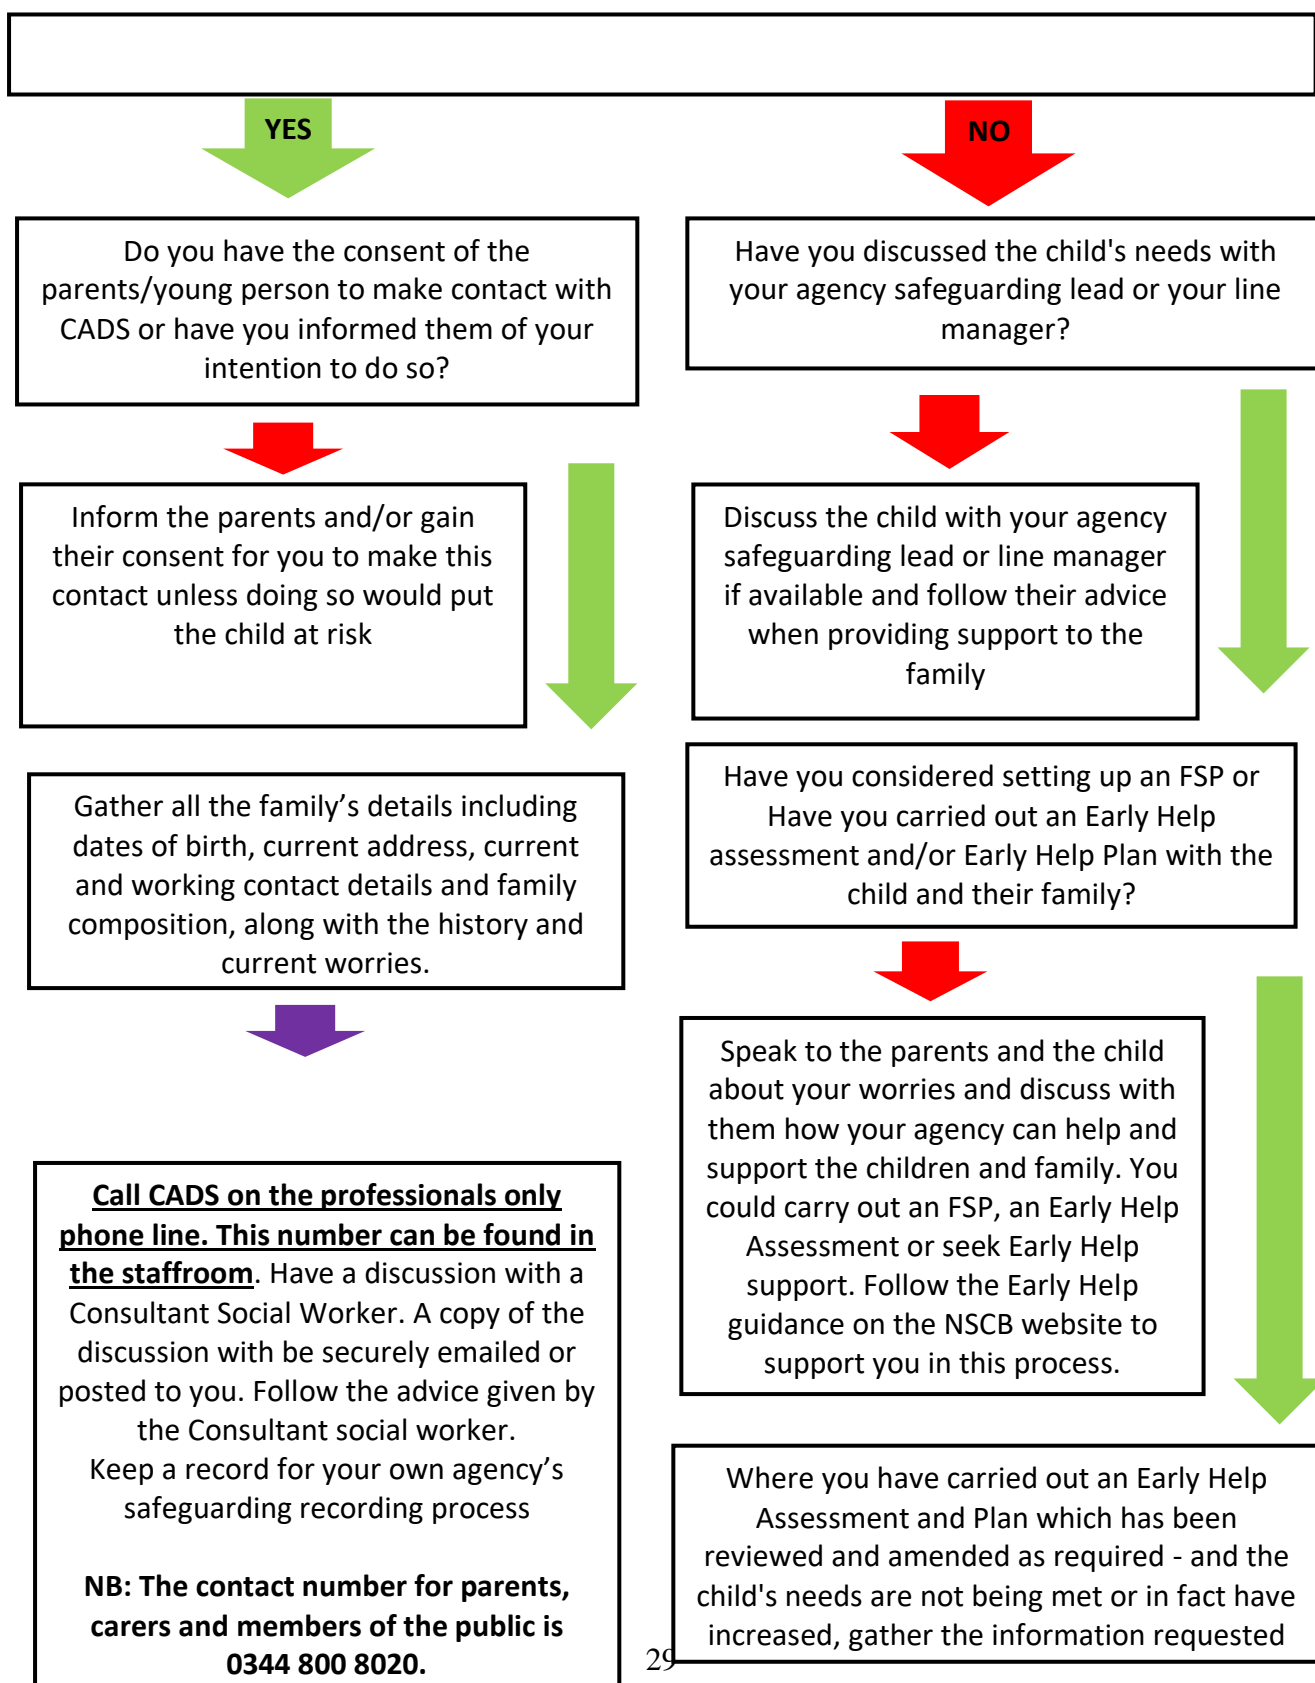 YES
NO
Do you have the consent of the
parents/young person to make contact with
CADS or have you informed them of your
intention to do so?
Have you discussed the child's needs with
your agency safeguarding lead or your line
manager?
Inform the parents and/or gain
their consent for you to make this
contact unless doing so would put
the child at risk
Discuss the child with your agency
safeguarding lead or line manager
if available and follow their advice
when providing support to the
family
Gather all the family’s details including
dates of birth, current address, current
and working contact details and family
composition, along with the history and
current worries.
Have you considered setting up an FSP or
Have you carried out an Early Help
assessment and/or Early Help Plan with the
child and their family?
Speak to the parents and the child
about your worries and discuss with
them how your agency can help and
support the children and family. You
could carry out an FSP, an Early Help
Assessment or seek Early Help
support. Follow the Early Help
guidance on the NSCB website to
support you in this process.
Call CADS on the professionals only
phone line. This number can be found in
the staffroom. Have a discussion with a
Consultant Social Worker. A copy of the
discussion with be securely emailed or
posted to you. Follow the advice given by
the Consultant social worker.
Keep a record for your own agency’s
safeguarding recording process
NB: The contact number for parents,
carers and members of the public is
0344 800 8020.
Where you have carried out an Early Help
Assessment and Plan which has been
reviewed and amended as required - and the
child's needs are not being met or in fact have
increased, gather the information requested
29